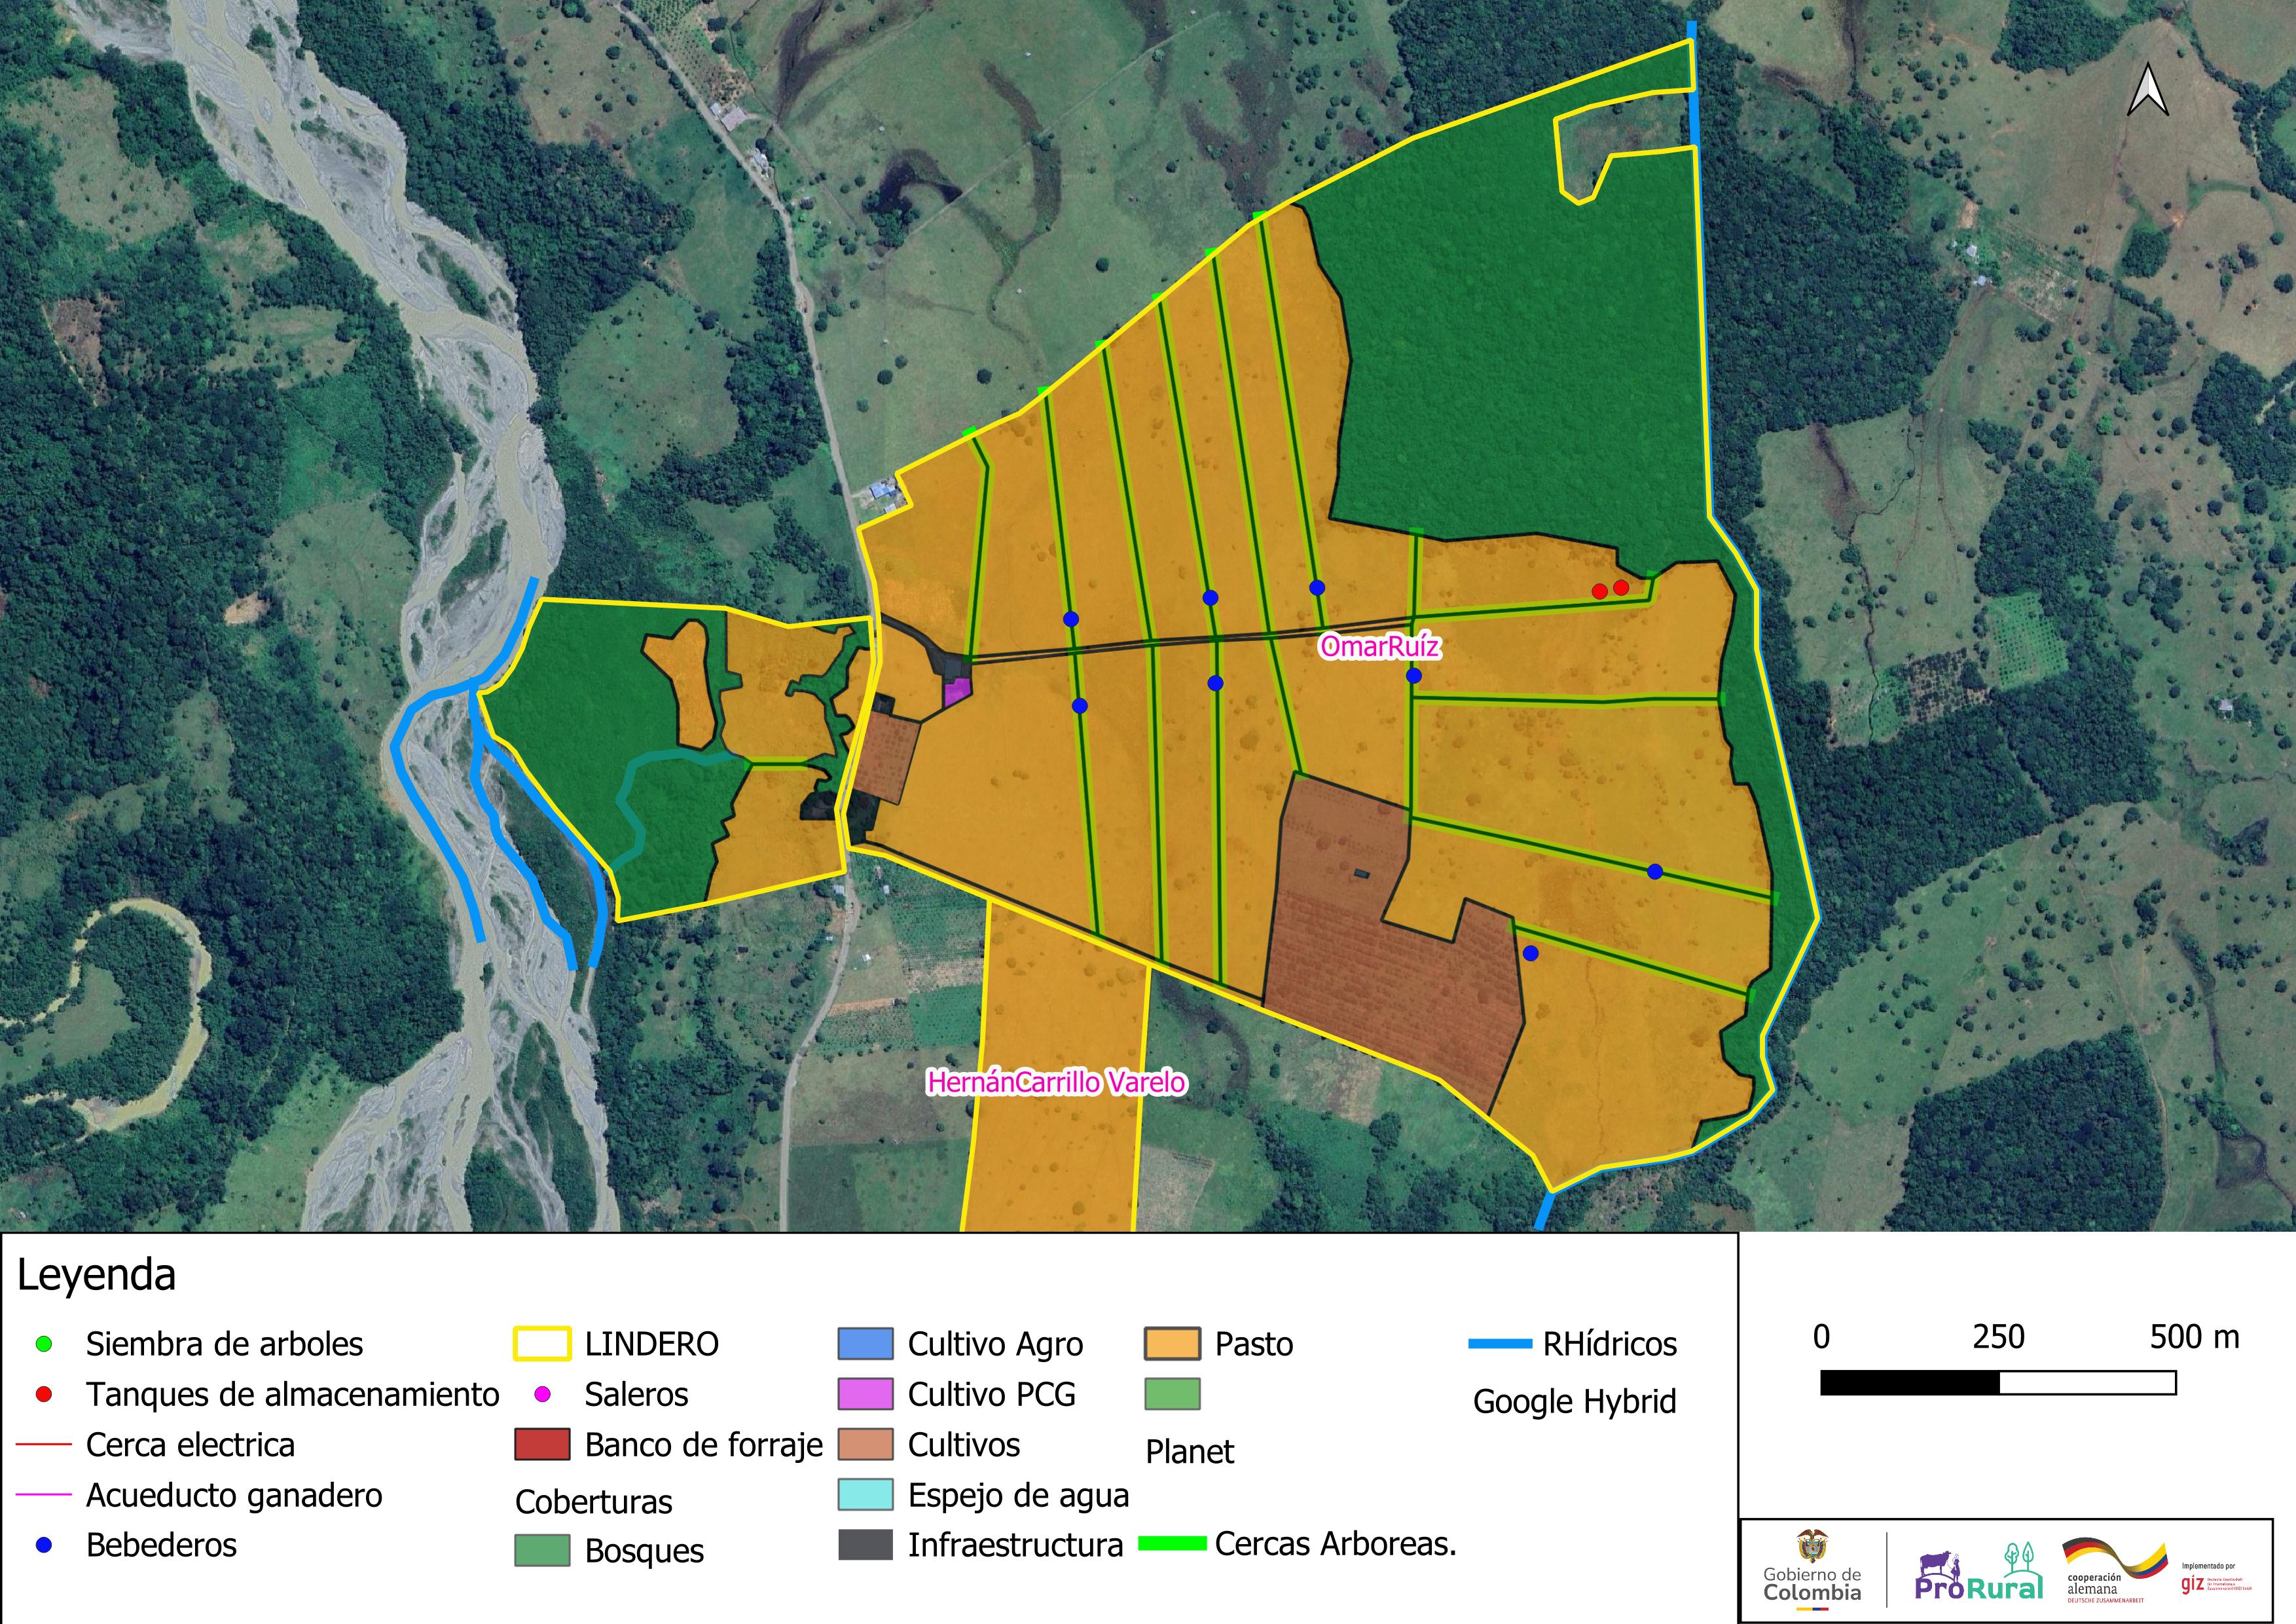 OmarRuíz
HernánCarrillo Varelo
Leyenda
Siembra de arboles
Tanques de almacenamiento
Cerca electrica
Acueducto ganadero
Bebederos
LINDERO
Saleros
Banco de forraje
Coberturas
Bosques
Cultivo Agro
Cultivo PCG
Cultivos
Espejo de agua
Infraestructura
Pasto
Planet
Cercas Arboreas.
RHídricos
Google Hybrid
0 250 500 m
Gobierno de
Colombia
ProRural
cooperación
alemana
DEUTSCHE ZUSAMMENARBEIT
Implementado por
giz